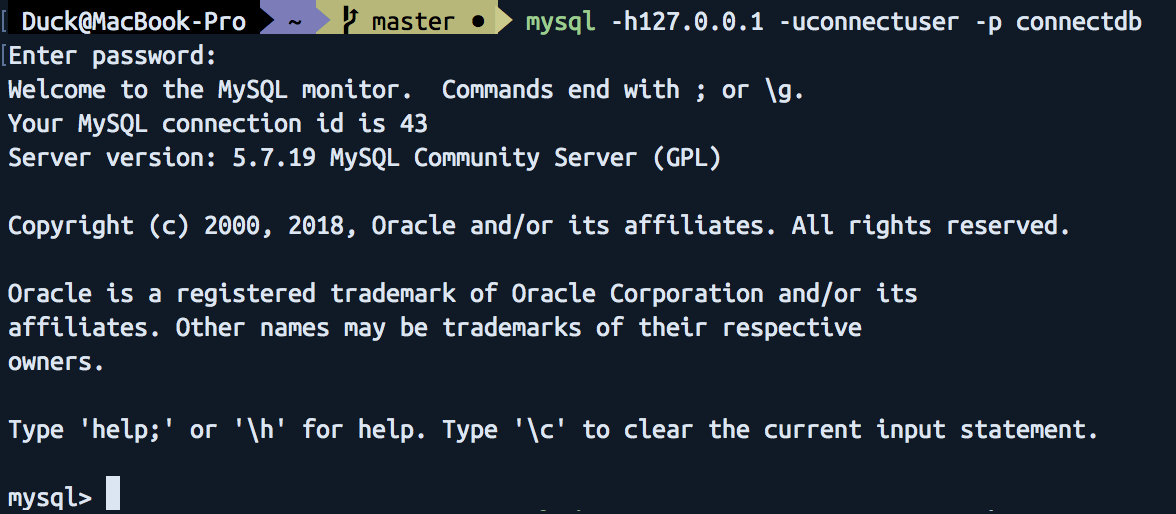 Duck@MacBook-Pro ~ master ● mysql -h127.0.0.1 -uconnectuser -p connectdb
Enter password:
Welcome to the MySQL monitor.  Commands end with ; or \g.
Your MySQL connection id is 43
Server version: 5.7.19 MySQL Community Server (GPL)
Copyright (c) 2000, 2018, Oracle and/or its affiliates. All rights reserved.
Oracle is a registered trademark of Oracle Corporation and/or its
affiliates. Other names may be trademarks of their respective
owners.
Type 'help;' or '\h' for help. Type '\c' to clear the current input statement.
mysql>